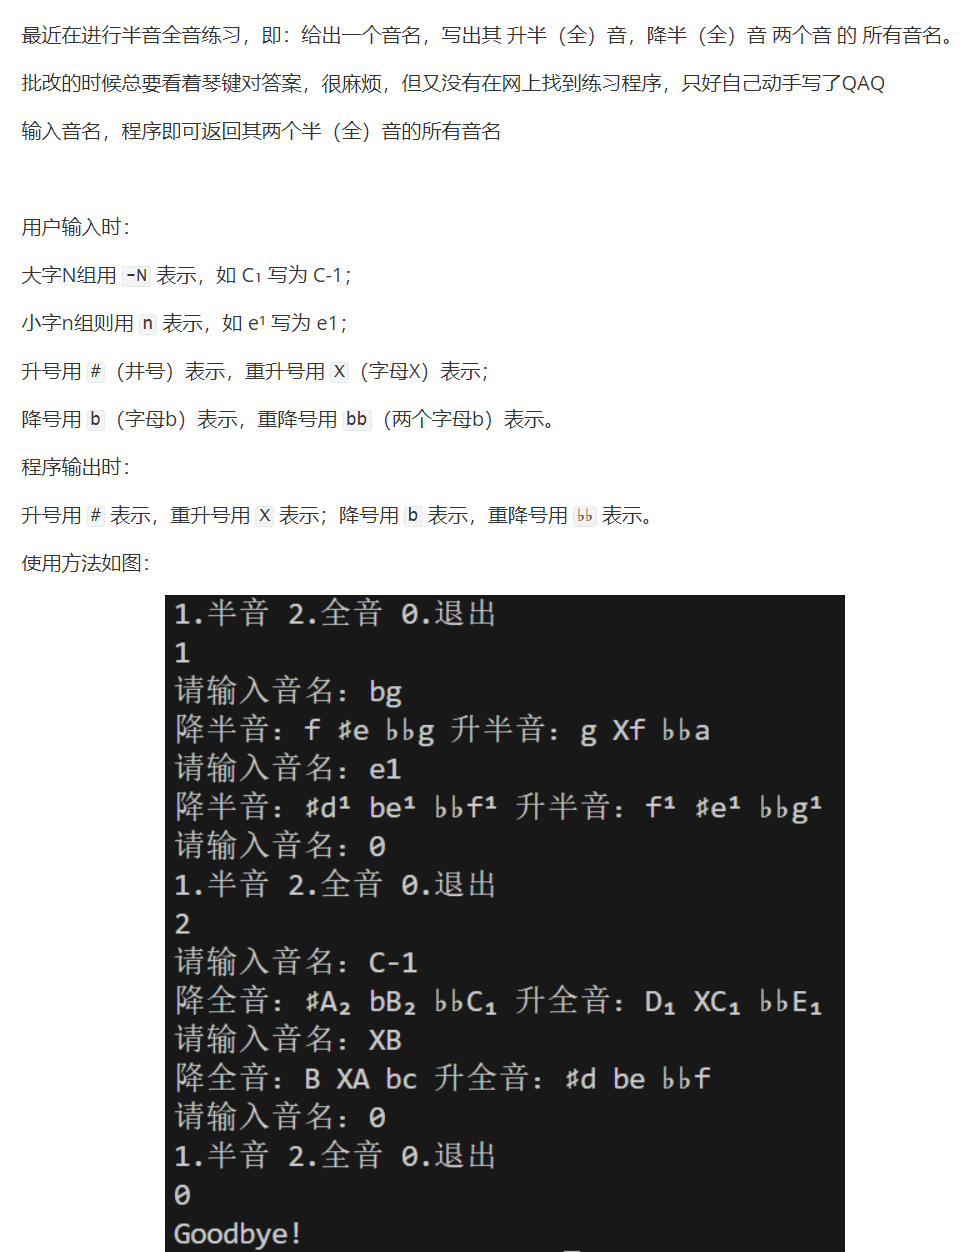 最近在进行半音全音练习，即：给出一个音名，写出其 升半（全）音，降半（全）音 两个音 的 所有音名。
批改的时候总要看着琴键对答案，很麻烦，但又没有在网上找到练习程序，只好自己动手写了QAQ
输入音名，程序即可返回其两个半（全）音的所有音名
用户输入时：
大字N组用 -N 表示，如 C₁ 写为 C-1；
小字n组则用 n 表示，如 e¹ 写为 e1；
升号用 #（井号）表示，重升号用 X（字母X）表示；
降号用 b（字母b）表示，重降号用 bb（两个字母b）表示。
程序输出时：
升号用 # 表示，重升号用 X 表示；降号用 b 表示，重降号用 ♭♭ 表示。
使用方法如图：
1.半音 2.全音 0.退出
1
请输入音名：bg
降半音：f ♯e ♭♭g 升半音：g Xf ♭♭a
请输入音名：e1
降半音：♯d¹ be¹ ♭♭f¹ 升半音：f¹ ♯e¹ ♭♭g¹
请输入音名：0
1.半音 2.全音 0.退出
2
请输入音名：C-1
降全音：♯A₂ bB₂ ♭♭C₁ 升全音：D₁ XC₁ ♭♭E₁
请输入音名：XB
降全音：B XA bc 升全音：♯d be ♭♭f
请输入音名：0
1.半音 2.全音 0.退出
0
Goodbye!